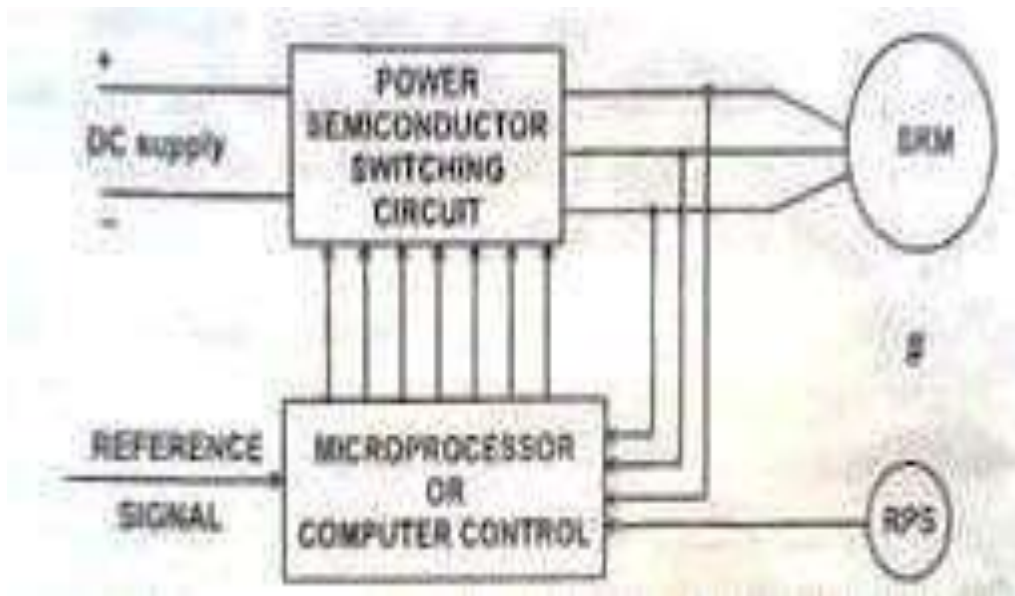 +
DC supply
−
POWER
SEMICONDUCTOR
SWITCHING
CIRCUIT
SRM
REFERENCE
SIGNAL
MICROPROCESSOR
OR
COMPUTER CONTROL
RPS